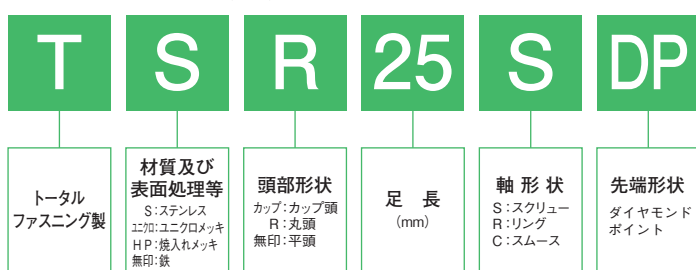 T S R 25 S DP
トータル
ファスニング製
材質及び
表面処理等
S:ステンレス
ユニクロ:ユニクロメッキ
HP:焼入れメッキ
無印:鉄
頭部形状
カップ:カップ頭
R:丸頭
無印:平頭
足 長
(mm)
軸 形 状
S:スクリュー
R:リング
C:スムース
先端形状
ダイヤモンド
ポイント